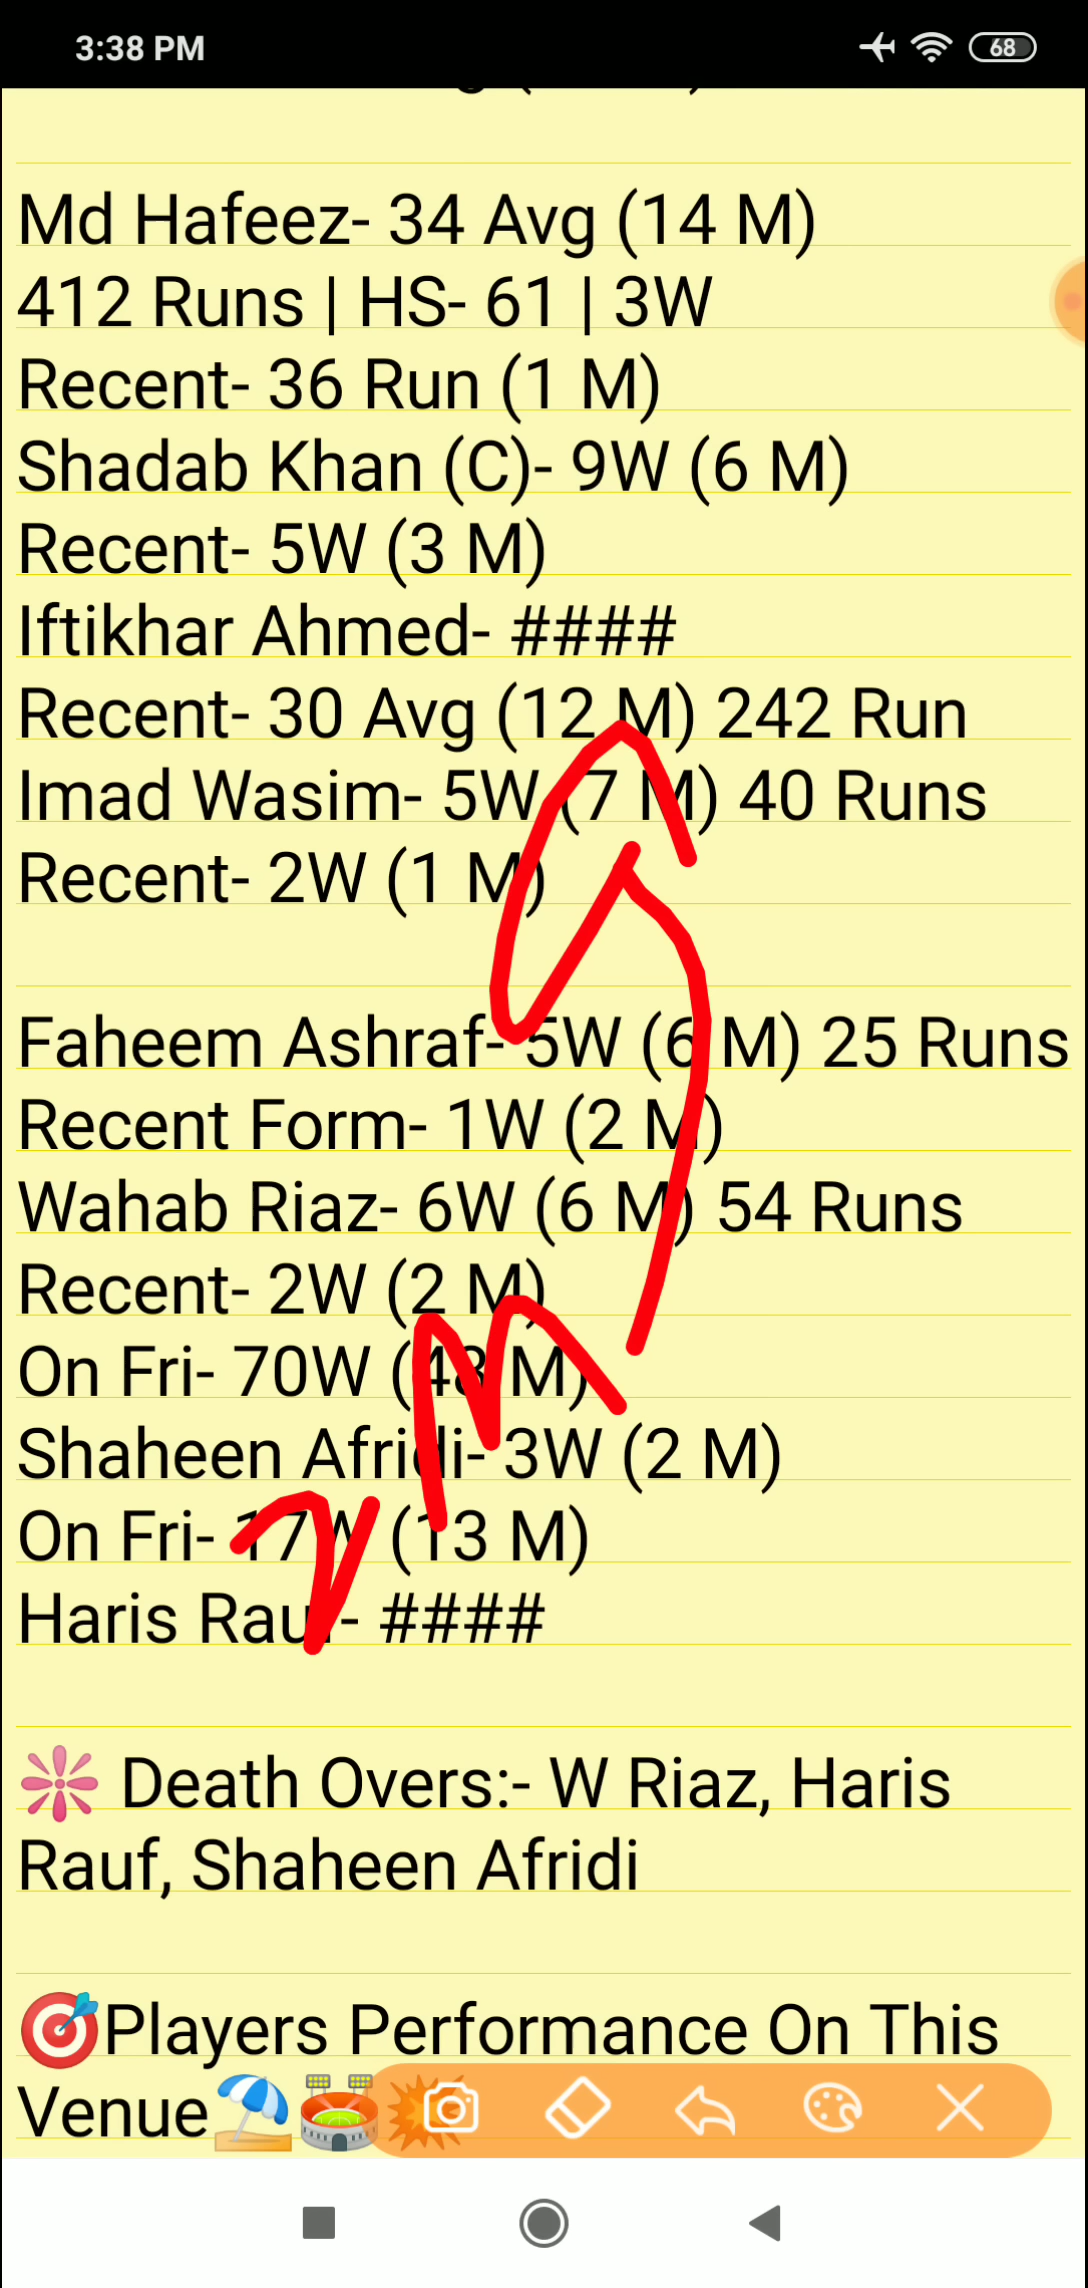 3:38 PM
68
Md Hafeez- 34 Avg (14 M)
412 Runs | HS- 61 | 3W
Recent- 36 Run (1 M)
Shadab Khan (C)- 9W (6 M)
Recent- 5W (3 M)
Iftikhar Ahmed- ####
Recent- 30 Avg (12 M) 242 Run
Imad Wasim- 5W (7 M) 40 Runs
Recent- 2W (1 M)
Faheem Ashraf- 5W (6 M) 25 Runs
Recent Form- 1W (2 M)
Wahab Riaz- 6W (6 M) 54 Runs
Recent- 2W (2 M)
On Fri- 70W (48 M)
Shaheen Afridi- 3W (2 M)
On Fri- 17W (13 M)
Haris Rauf- ####
Death Overs:- W Riaz, Haris
Rauf, Shaheen Afridi
Players Performance On This
Venue